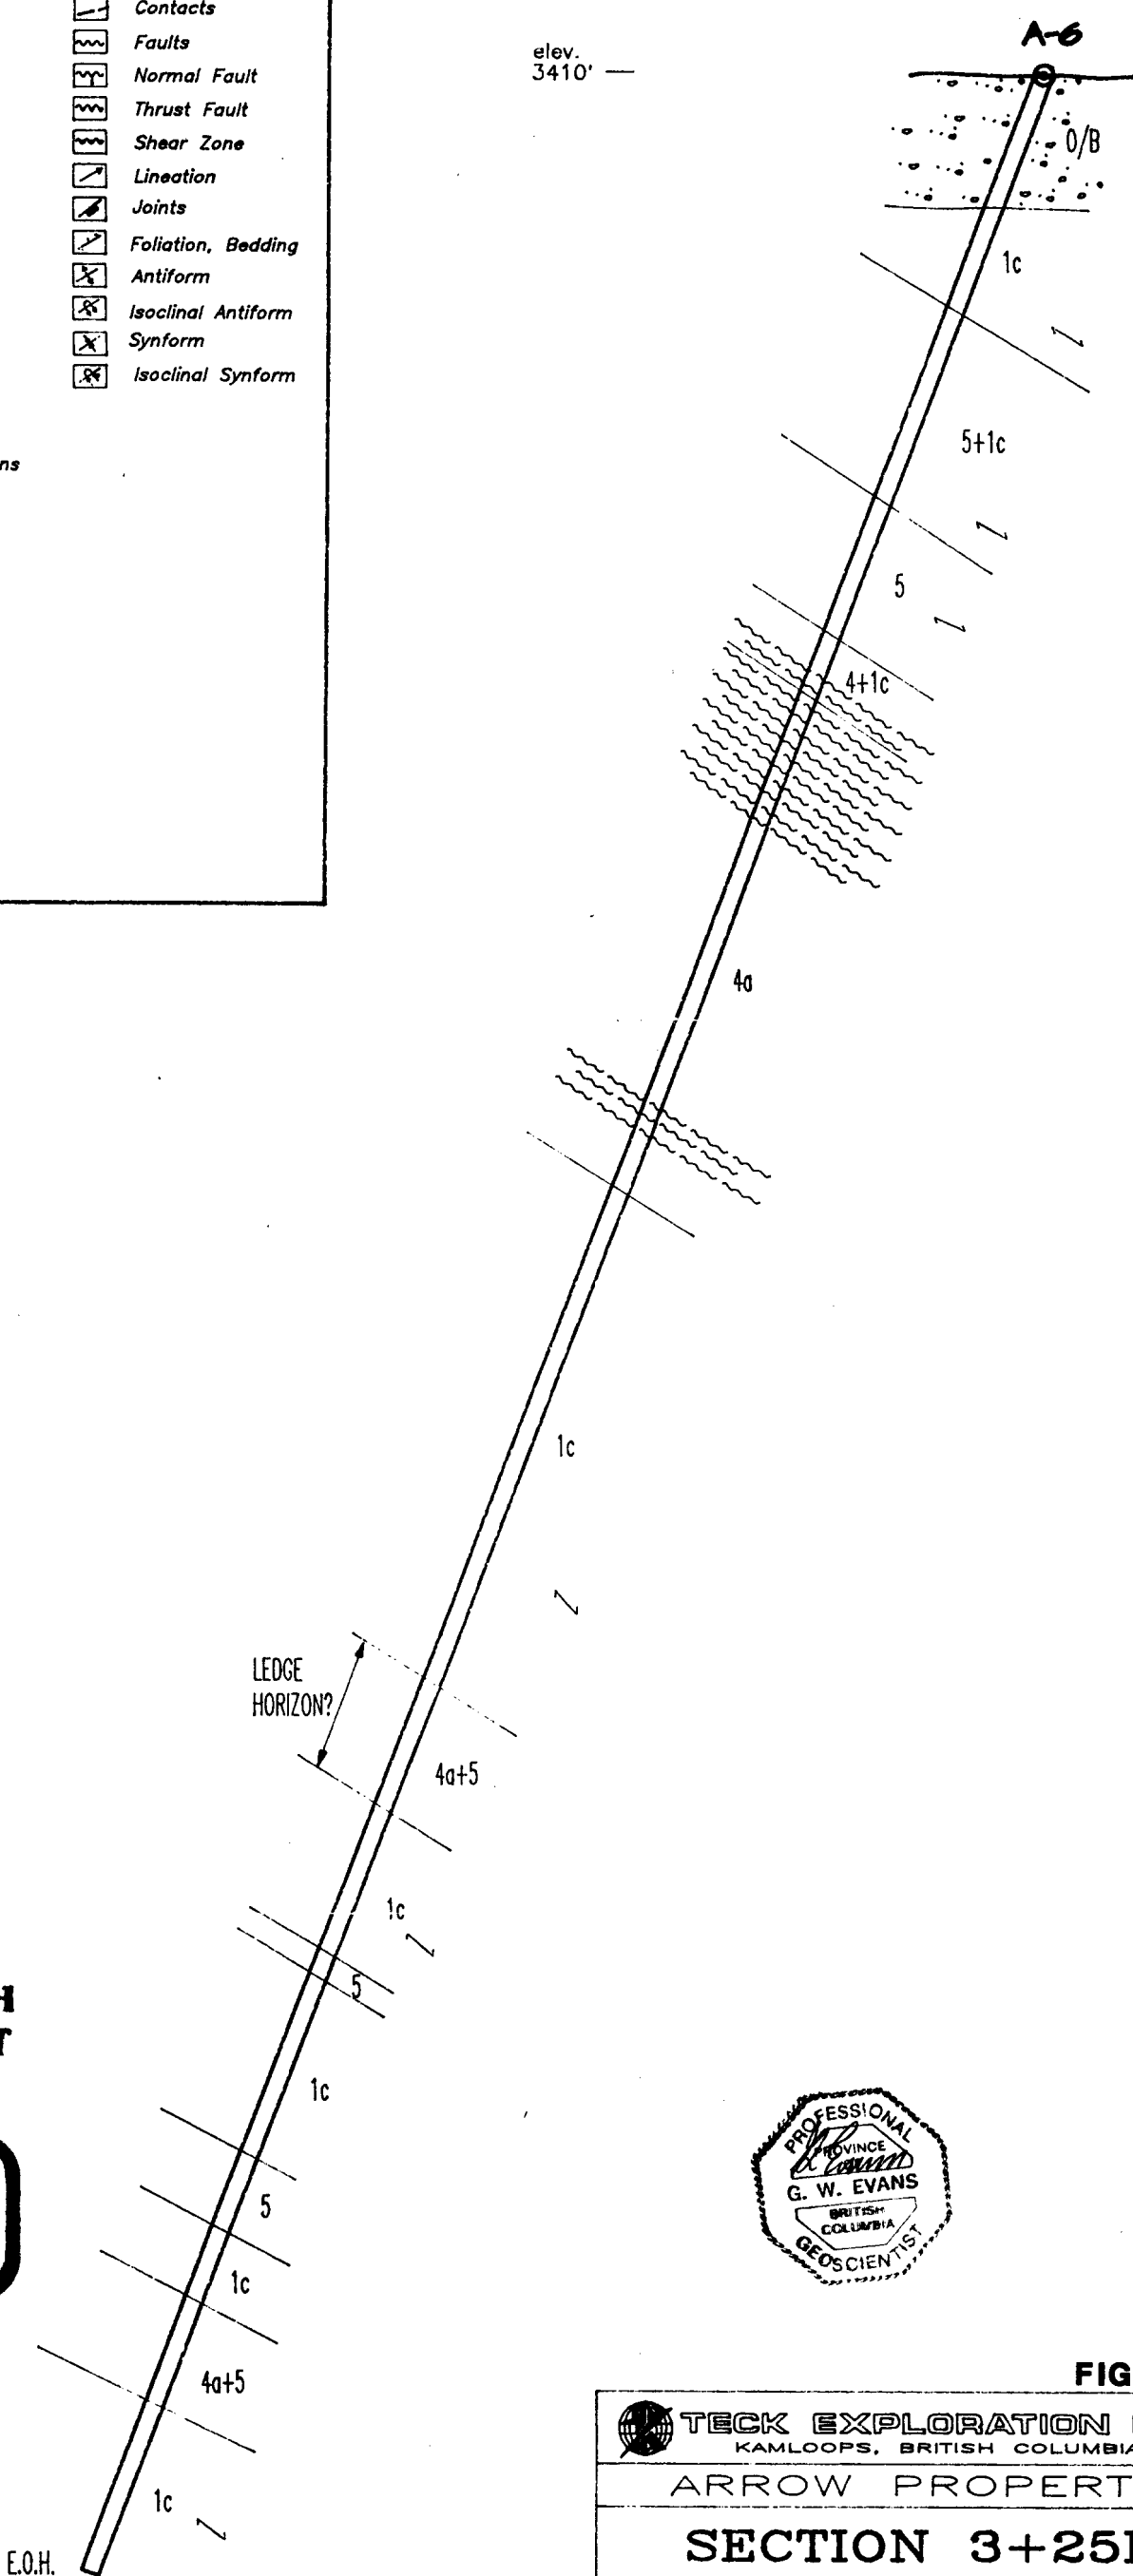 Contacts
Faults
Normal Fault
Thrust Fault
Shear Zone
Lineation
Joints
Foliation, Bedding
Antiform
Isoclinal Antiform
Synform
Isoclinal Synform
ns
elev.
3410'
A-6
O/B
1c
5+1c
5
4+1c
4a
1c
LEDGE
HORIZON?
4a+5
1c
5
1c
5
1c
4a+5
1c
E.O.H.
H
T
PROFESSIONAL
PROVINCE
G. W. EVANS
BRITISH
COLUMBIA
GEOSCIENTIST
FIG
TECK EXPLORATION
KAMLOOPS, BRITISH COLUMBIA
ARROW PROPERT
SECTION 3+25